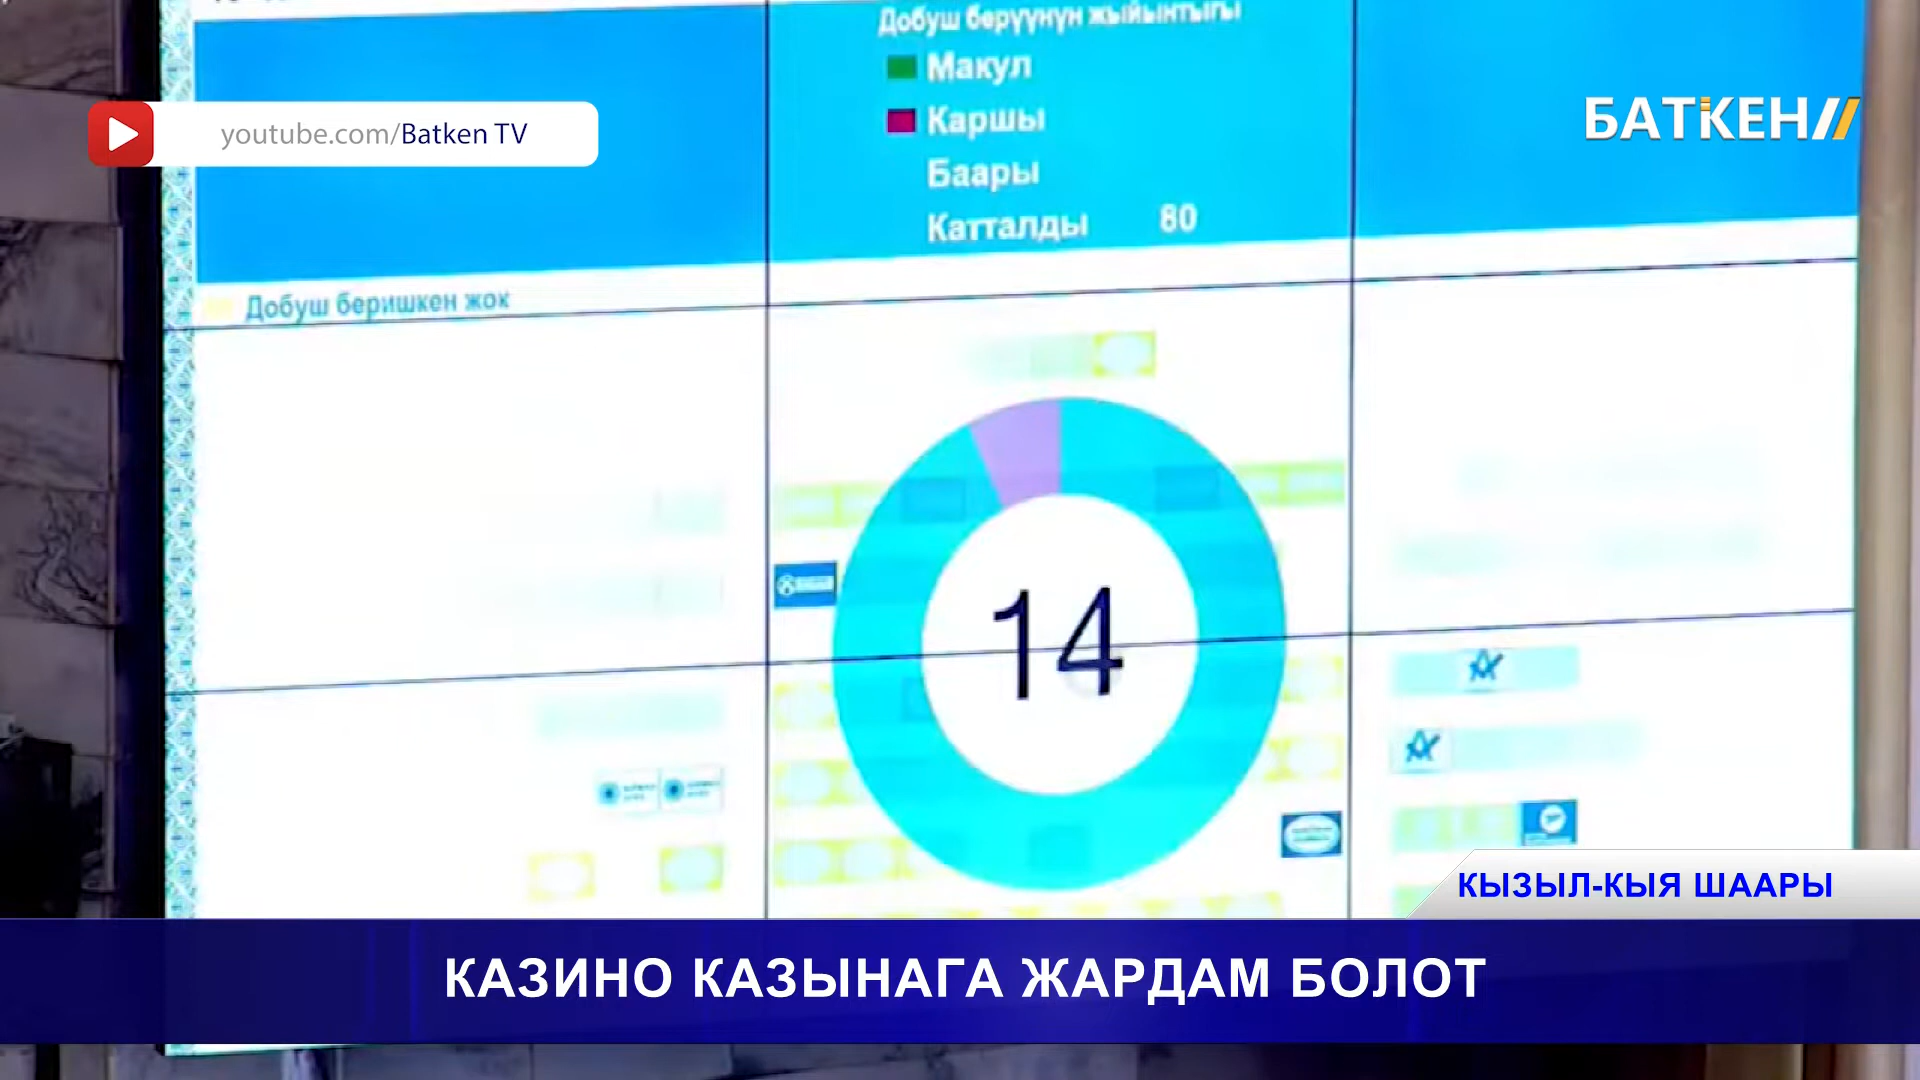 Добуш берүүнүн жыйынтыгы
Макул
Каршы
Баары
Катталды 80
youtube.com/Batken TV
БАТКЕН
Добуш беришкен жок
14
КЫЗЫЛ-КЫЯ ШААРЫ
КАЗИНО КАЗЫНАГА ЖАРДАМ БОЛОТ